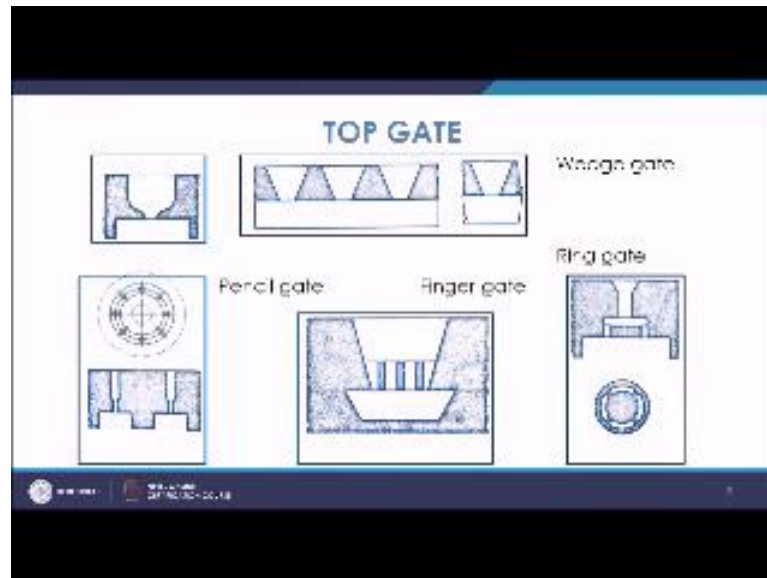 TOP GATE
Wedge gate
Ring gate
Pencil gate
Finger gate